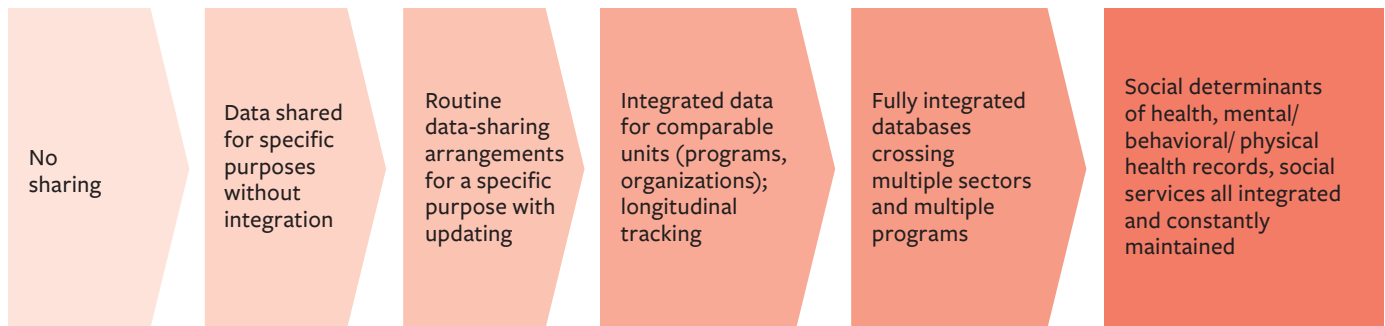 No
sharing
Data shared
for specific
purposes
without
integration
Routine
data-sharing
arrangements
for a specific
purpose with
updating
Integrated data
for comparable
units (programs,
organizations);
longitudinal
tracking
Fully integrated
databases
crossing
multiple sectors
and multiple
programs
Social determinants
of health, mental/
behavioral/ physical
health records, social
services all integrated
and constantly
maintained